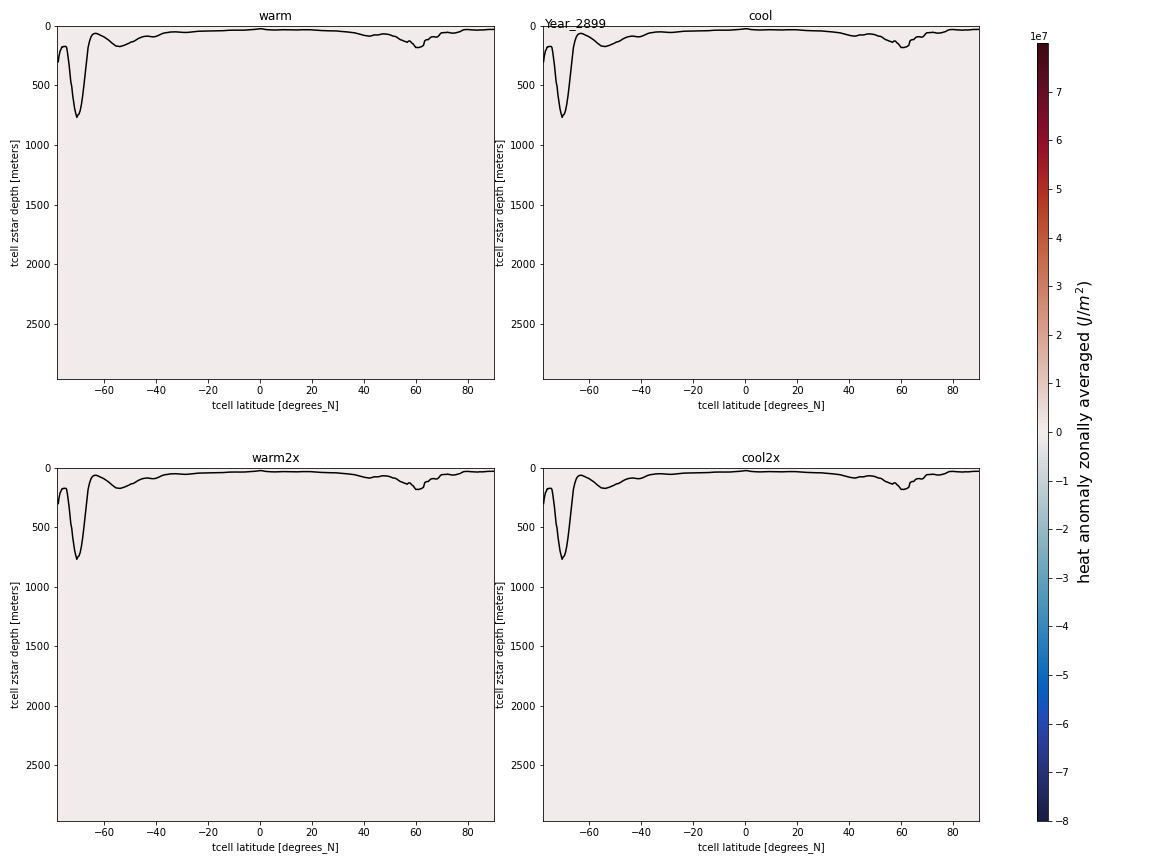 warm
0
500
1000
1500
2000
2500
tcell zstar depth [meters]
−60 −40 −20 0 20 40 60 80
tcell latitude [degrees_N]
Year_2899
cool
0
500
1000
1500
2000
2500
tcell zstar depth [meters]
−60 −40 −20 0 20 40 60 80
tcell latitude [degrees_N]
warm2x
0
500
1000
1500
2000
2500
tcell zstar depth [meters]
−60 −40 −20 0 20 40 60 80
tcell latitude [degrees_N]
cool2x
0
500
1000
1500
2000
2500
tcell zstar depth [meters]
−60 −40 −20 0 20 40 60 80
tcell latitude [degrees_N]
1e7
7
6
5
4
3
2
1
0
−1
−2
−3
−4
−5
−6
−7
−8
heat anomaly zonally averaged (J/m²)